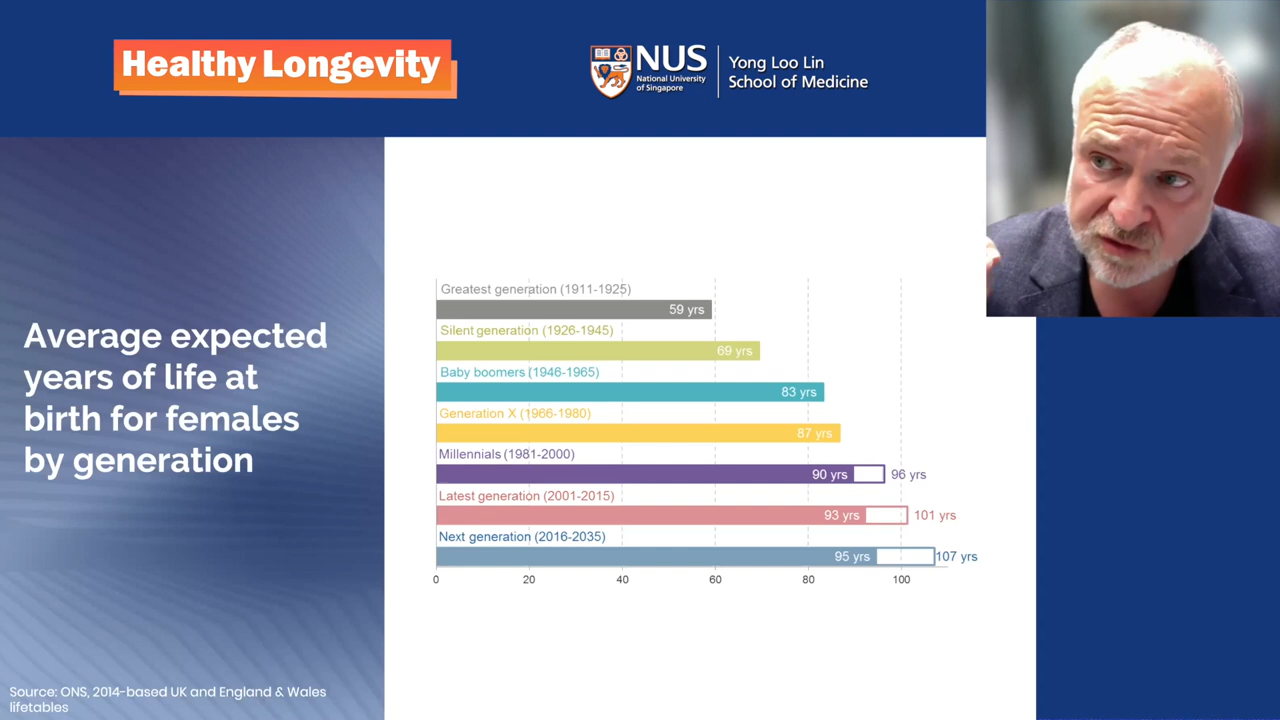 Healthy Longevity
NUS
National University
of Singapore
Yong Loo Lin
School of Medicine
Average expected
years of life at
birth for females
by generation
Greatest generation (1911-1925)
59 yrs
Silent generation (1926-1945)
69 yrs
Baby boomers (1946-1965)
83 yrs
Generation X (1966-1980)
87 yrs
Millennials (1981-2000)
90 yrs 96 yrs
Latest generation (2001-2015)
93 yrs 101 yrs
Next generation (2016-2035)
95 yrs 107 yrs
0 20 40 60 80 100
Source: ONS, 2014-based UK and England & Wales
lifetables